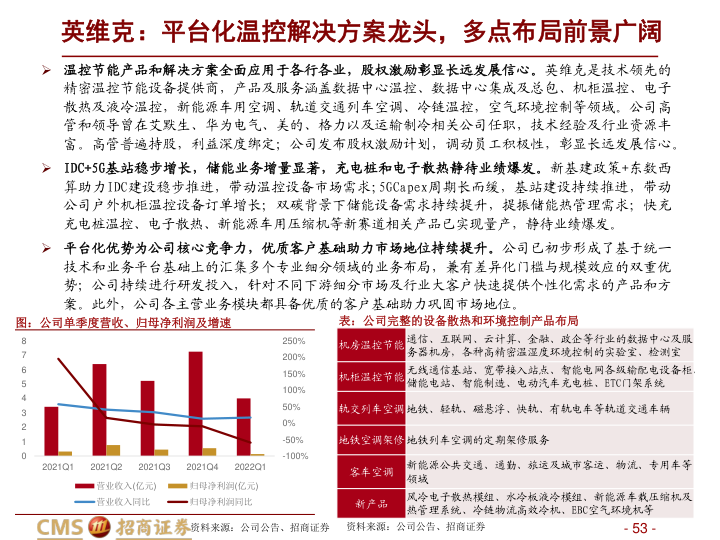 英维克：平台化温控解决方案龙头，多点布局前景广阔
➢ 温控节能产品和解决方案全面应用于各行各业，股权激励彰显长远发展信心。英维克是技术领先的
精密温控节能设备提供商，产品及服务涵盖数据中心温控、数据中心集成及总包、机柜温控、电子
散热及液冷温控，新能源车用空调、轨道交通列车空调、冷链温控，空气环境控制等领域。公司高
管和领导曾在艾默生、华为电气、美的、格力以及运输制冷相关公司任职，技术经验及行业资源丰
富。高管普遍持股，利益深度绑定；公司发布股权激励计划，调动员工积极性，彰显长远发展信心。
➢ IDC+5G基站稳步增长，储能业务增量显著，充电桩和电子散热静待业绩爆发。新基建政策+东数西
算助力IDC建设稳步推进，带动温控设备市场需求；5GCapex周期长而缓，基站建设持续推进，带动
公司户外机柜温控设备订单增长；双碳背景下储能设备需求持续提升，提振储能热管理需求；快充
充电桩温控、电子散热、新能源车用压缩机等新赛道相关产品已实现量产，静待业绩爆发。
➢ 平台化优势为公司核心竞争力，优质客户基础助力市场地位持续提升。公司已初步形成了基于统一
技术和业务平台基础上的汇集多个专业细分领域的业务布局，兼有差异化门槛与规模效应的双重优
势；公司持续进行研发投入，针对不同下游细分市场及行业大客户快速提供个性化需求的产品和方
案。此外，公司各主营业务模块都具备优质的客户基础助力巩固市场地位。
图：公司单季度营收、归母净利润及增速
8 250%
7 200%
6 150%
5 100%
4 50%
3 0%
2 -50%
1 -100%
0
2021Q1 2021Q2 2021Q3 2021Q4 2022Q1
营业收入(亿元) 归母净利润(亿元)
营业收入同比 归母净利润同比
表：公司完整的设备散热和环境控制产品布局
机房温控节能 通信、互联网、云计算、金融、政企等行业的数据中心及服
务器机房，各种高精密温湿度环境控制的实验室、检测室
机柜温控节能 无线通信基站、宽带接入站点、智能电网各级输配电设备柜、
储能电站、智能制造、电动汽车充电桩、ETC门架系统
轨交列车空调 地铁、轻轨、磁悬浮、快轨、有轨电车等轨道交通车辆
地铁空调架修 地铁列车空调的定期架修服务
客车空调 新能源公共交通、通勤、旅运及城市客运、物流、专用车等
领域
新产品 风冷电子散热模组、水冷板液冷模组、新能源车载压缩机及
热管理系统、冷链物流高效冷机、EBC空气环境机等
CMS 招商证券 资料来源：公司公告、招商证券 资料来源：公司公告、招商证券 - 53 -